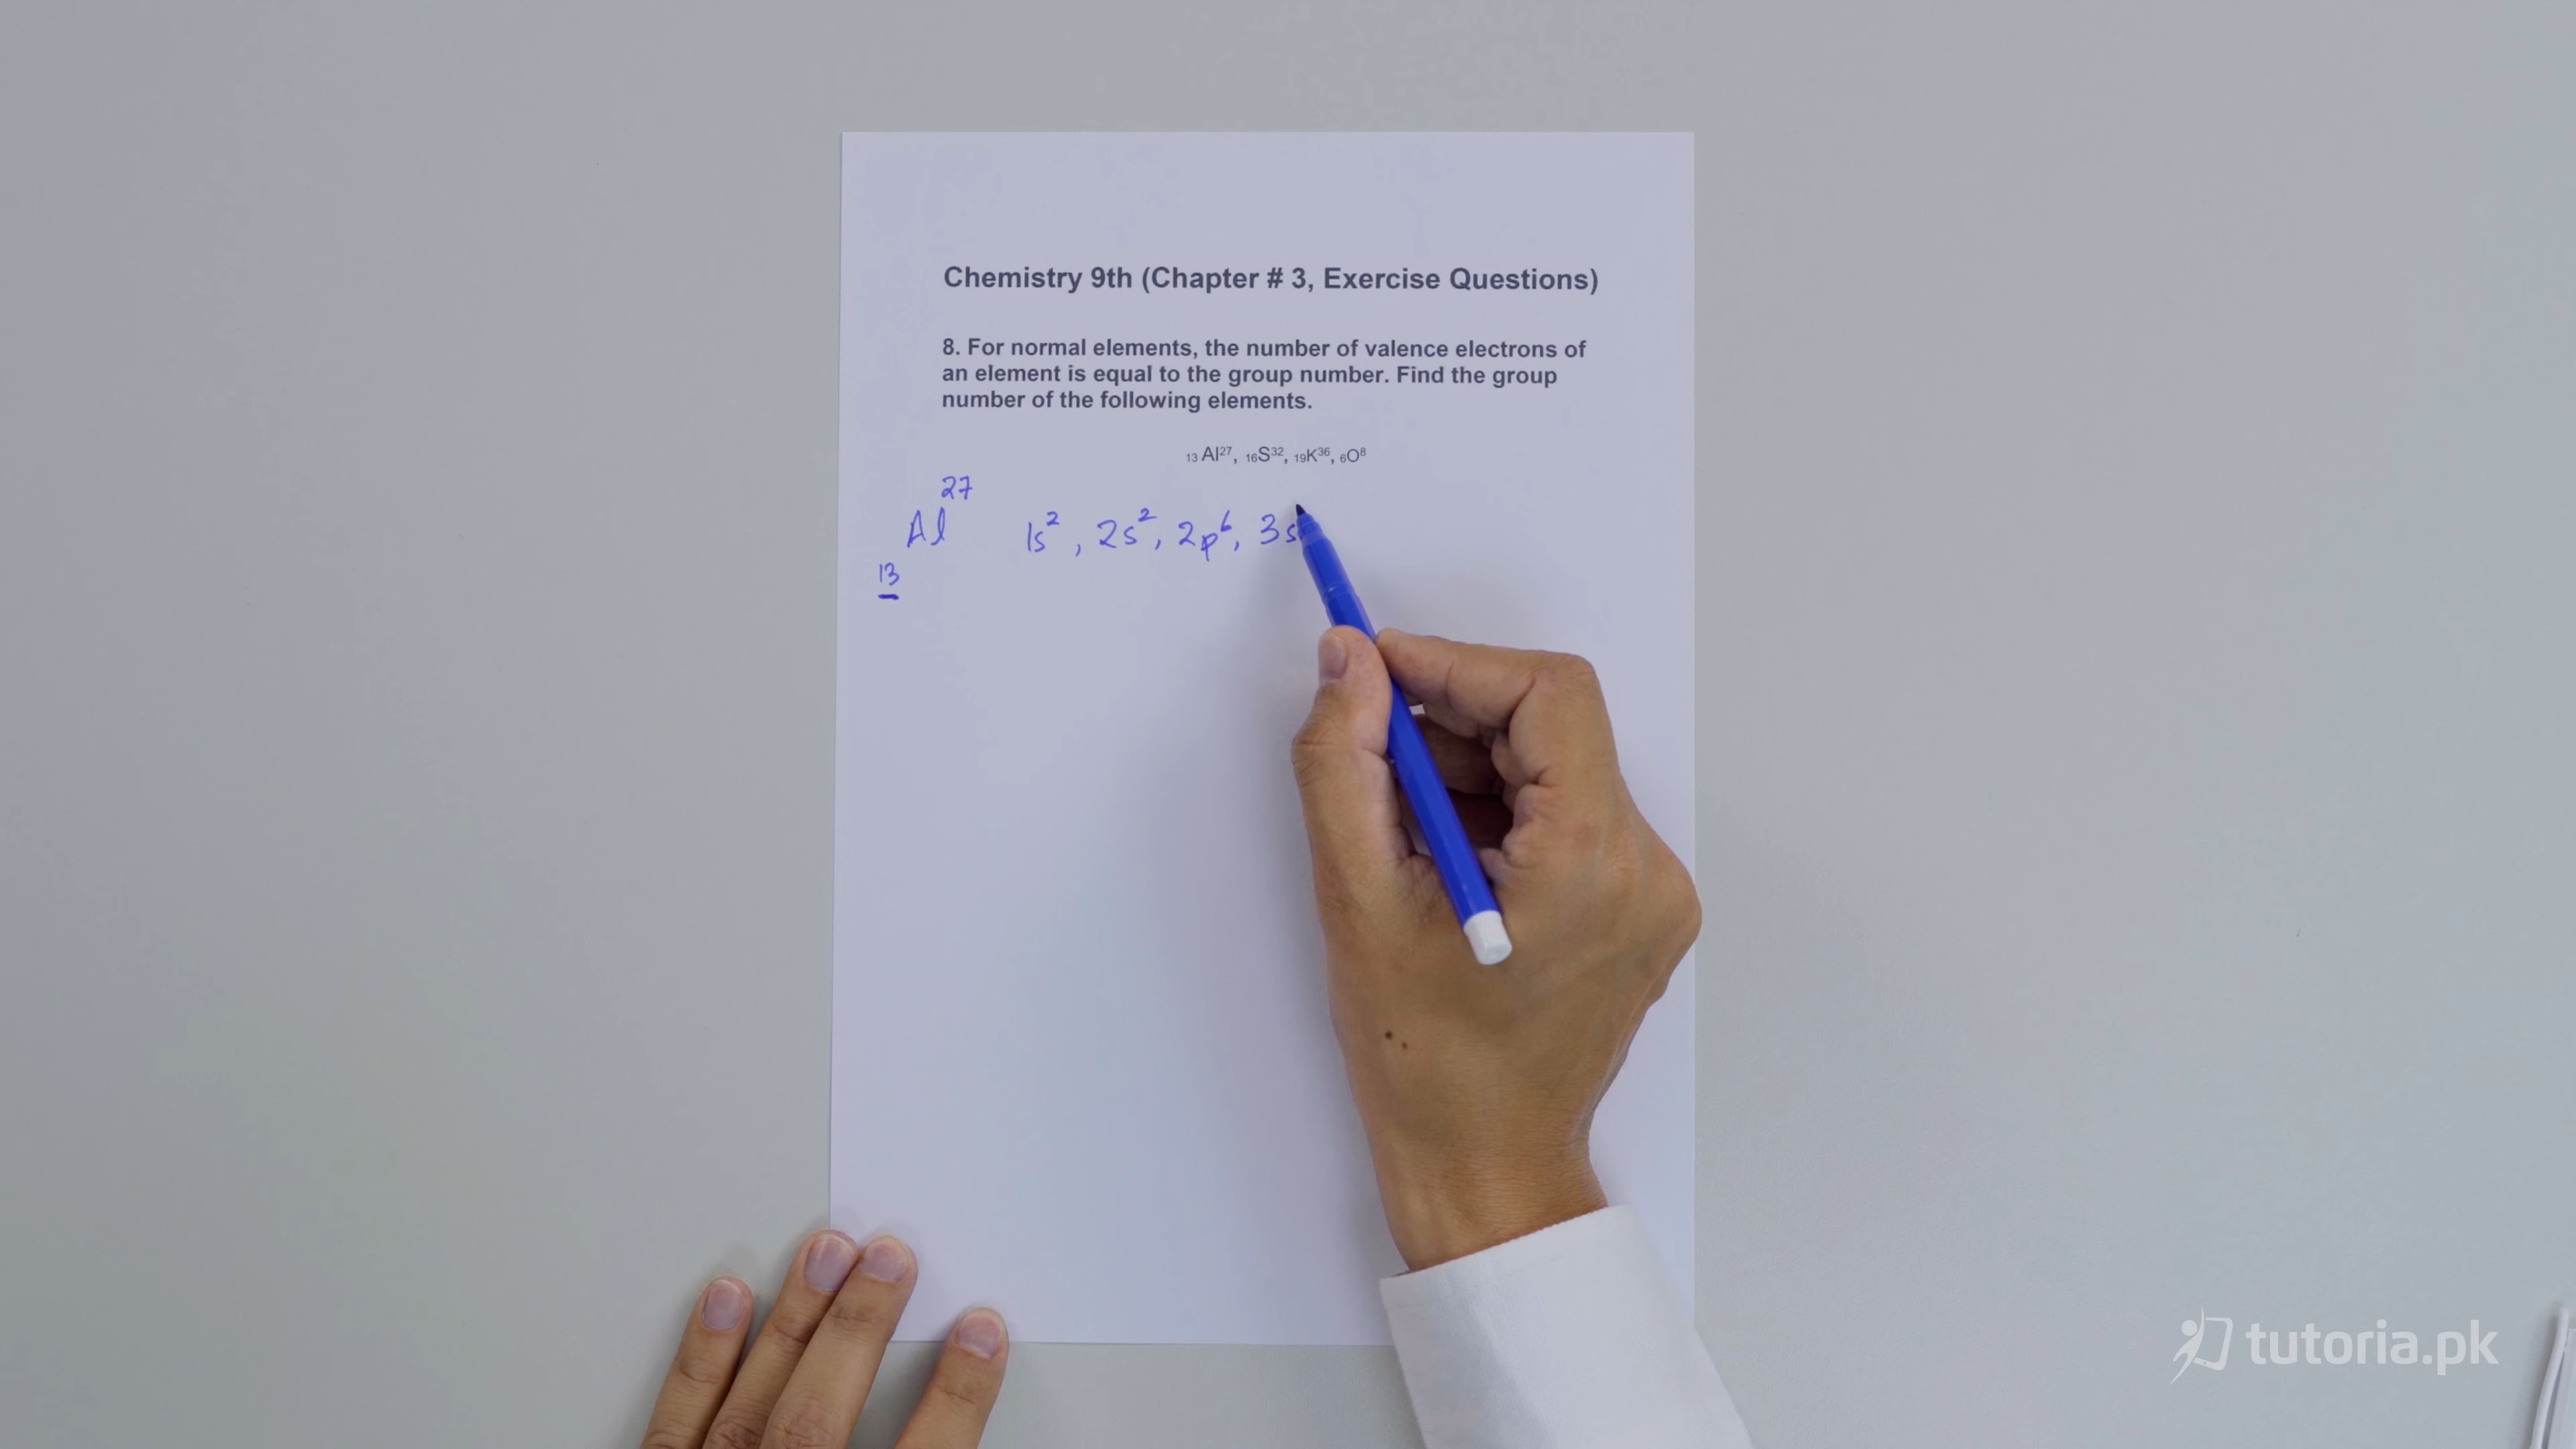 Chemistry 9th (Chapter # 3, Exercise Questions)
8. For normal elements, the number of valence electrons of
an element is equal to the group number. Find the group
number of the following elements.
₁₃ Al²⁷, ₁₆S³², ₁₉K³⁶, ₆O⁸
27
Al 1s², 2s², 2p⁶, 3s
13
tutoria.pk